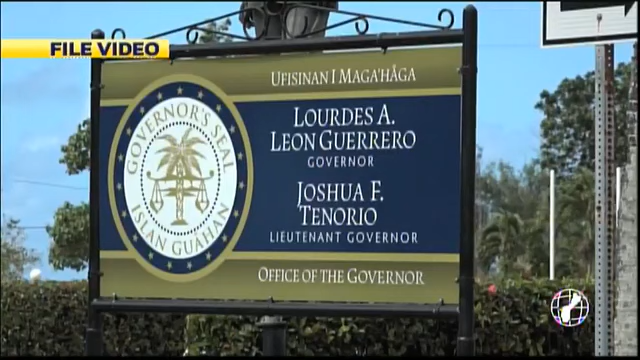 FILE VIDEO
UFISINAN I MAGA'HÅGA
LOURDES A.
LEON GUERRERO
GOVERNOR
JOSHUA F.
TENORIO
LIEUTENANT GOVERNOR
OFFICE OF THE GOVERNOR
GOVERNOR'S SEAL
ISLAN GUÅHAN